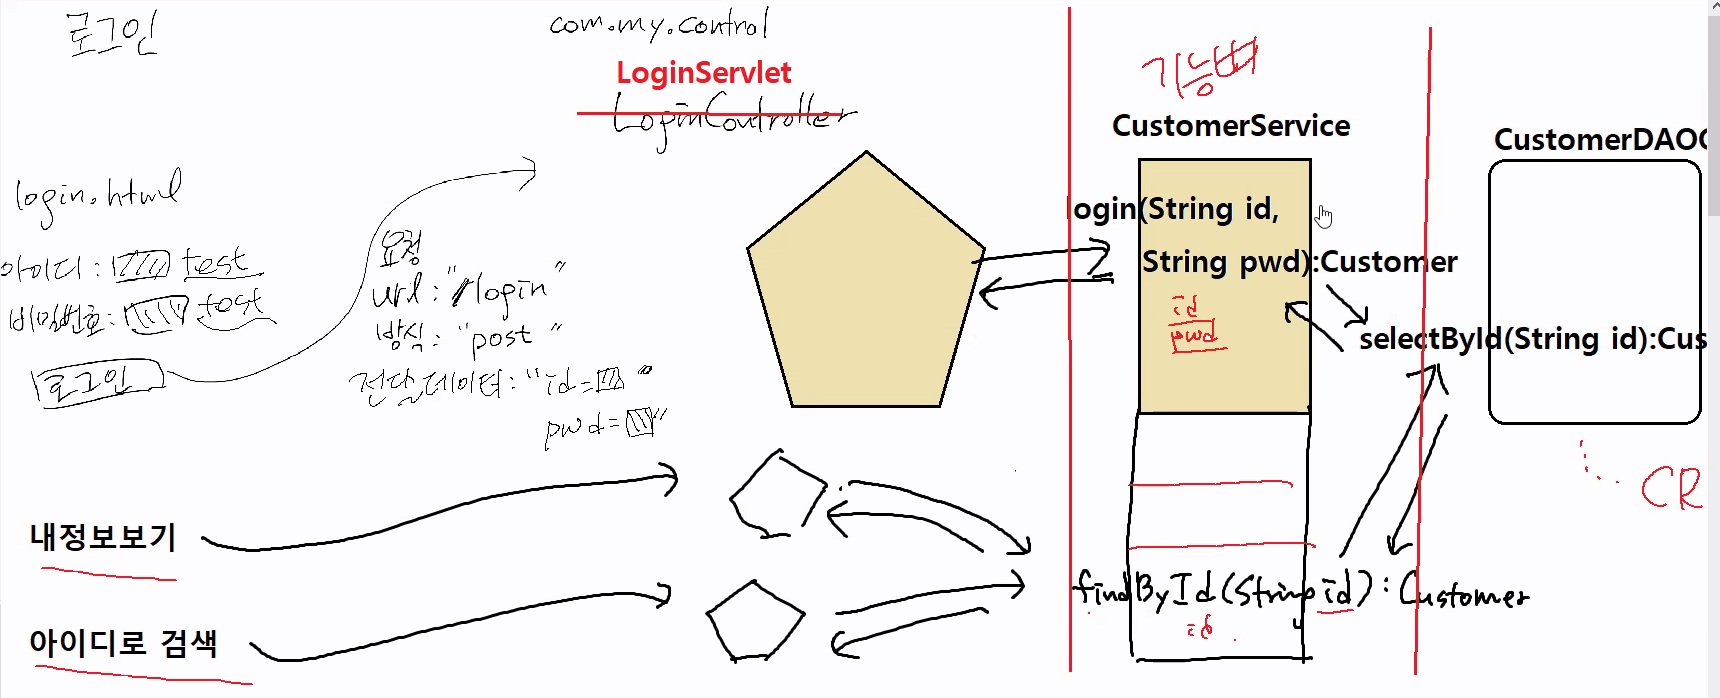 로그인
com.my.control
LoginServlet
LoginController
login.html
아이디 : test
비밀번호 : test
로그인
요청
url : "/login"
방식 : "post"
전달데이터 : "id= "
pwd= "
내정보보기
아이디로 검색
기능별
CustomerService
login(String id,
String pwd):Customer
id
pwd
findById(String id) : Customer
id
CustomerDAOO
selectById(String id):Cus
CR